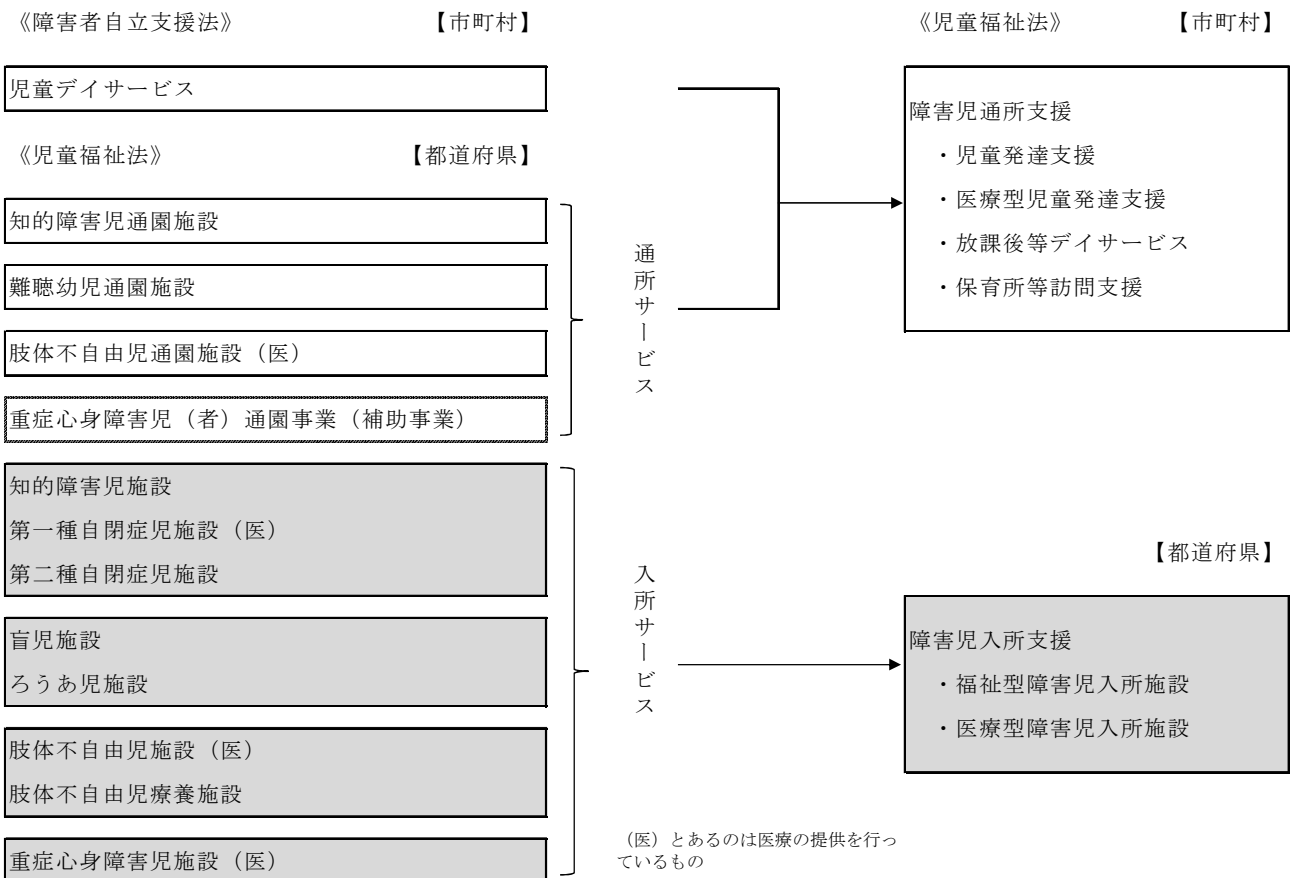 《障害者自立支援法》　【市町村】
児童デイサービス
《児童福祉法》　【都道府県】
知的障害児通園施設
難聴幼児通園施設
肢体不自由児通園施設（医）
重症心身障害児（者）通園事業（補助事業）
知的障害児施設
第一種自閉症児施設（医）
第二種自閉症児施設
盲児施設
ろうあ児施設
肢体不自由児施設（医）
肢体不自由児療養施設
重症心身障害児施設（医）
通所サービス
入所サービス
（医）とあるのは医療の提供を行っ
ているもの
《児童福祉法》　【市町村】
障害児通所支援
・児童発達支援
・医療型児童発達支援
・放課後等デイサービス
・保育所等訪問支援
【都道府県】
障害児入所支援
・福祉型障害児入所施設
・医療型障害児入所施設